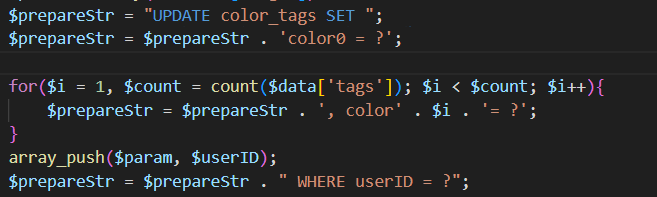 $prepareStr = "UPDATE color_tags SET ";
$prepareStr = $prepareStr . 'color0 = ?';
for($i = 1, $count = count($data['tags']); $i < $count; $i++){
$prepareStr = $prepareStr . ', color' . $i . '= ?';
}
array_push($param, $userID);
$prepareStr = $prepareStr . " WHERE userID = ?";